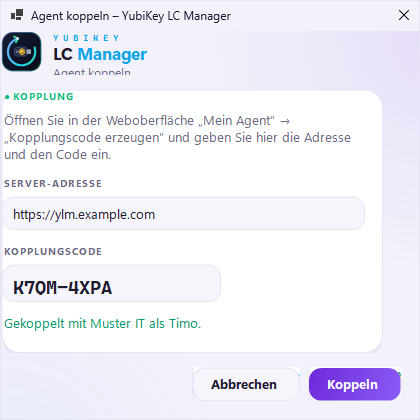 Agent koppeln – YubiKey LC Manager
YUBIKEY
LC Manager
Agent koppeln
• KOPPLUNG
Öffnen Sie in der Weboberfläche „Mein Agent“ →
„Kopplungscode erzeugen“ und geben Sie hier die Adresse
und den Code ein.
SERVER-ADRESSE
https://ylm.example.com
KOPPLUNGSCODE
K7QM-4XPA
Gekoppelt mit Muster IT als Timo.
Abbrechen
Koppeln